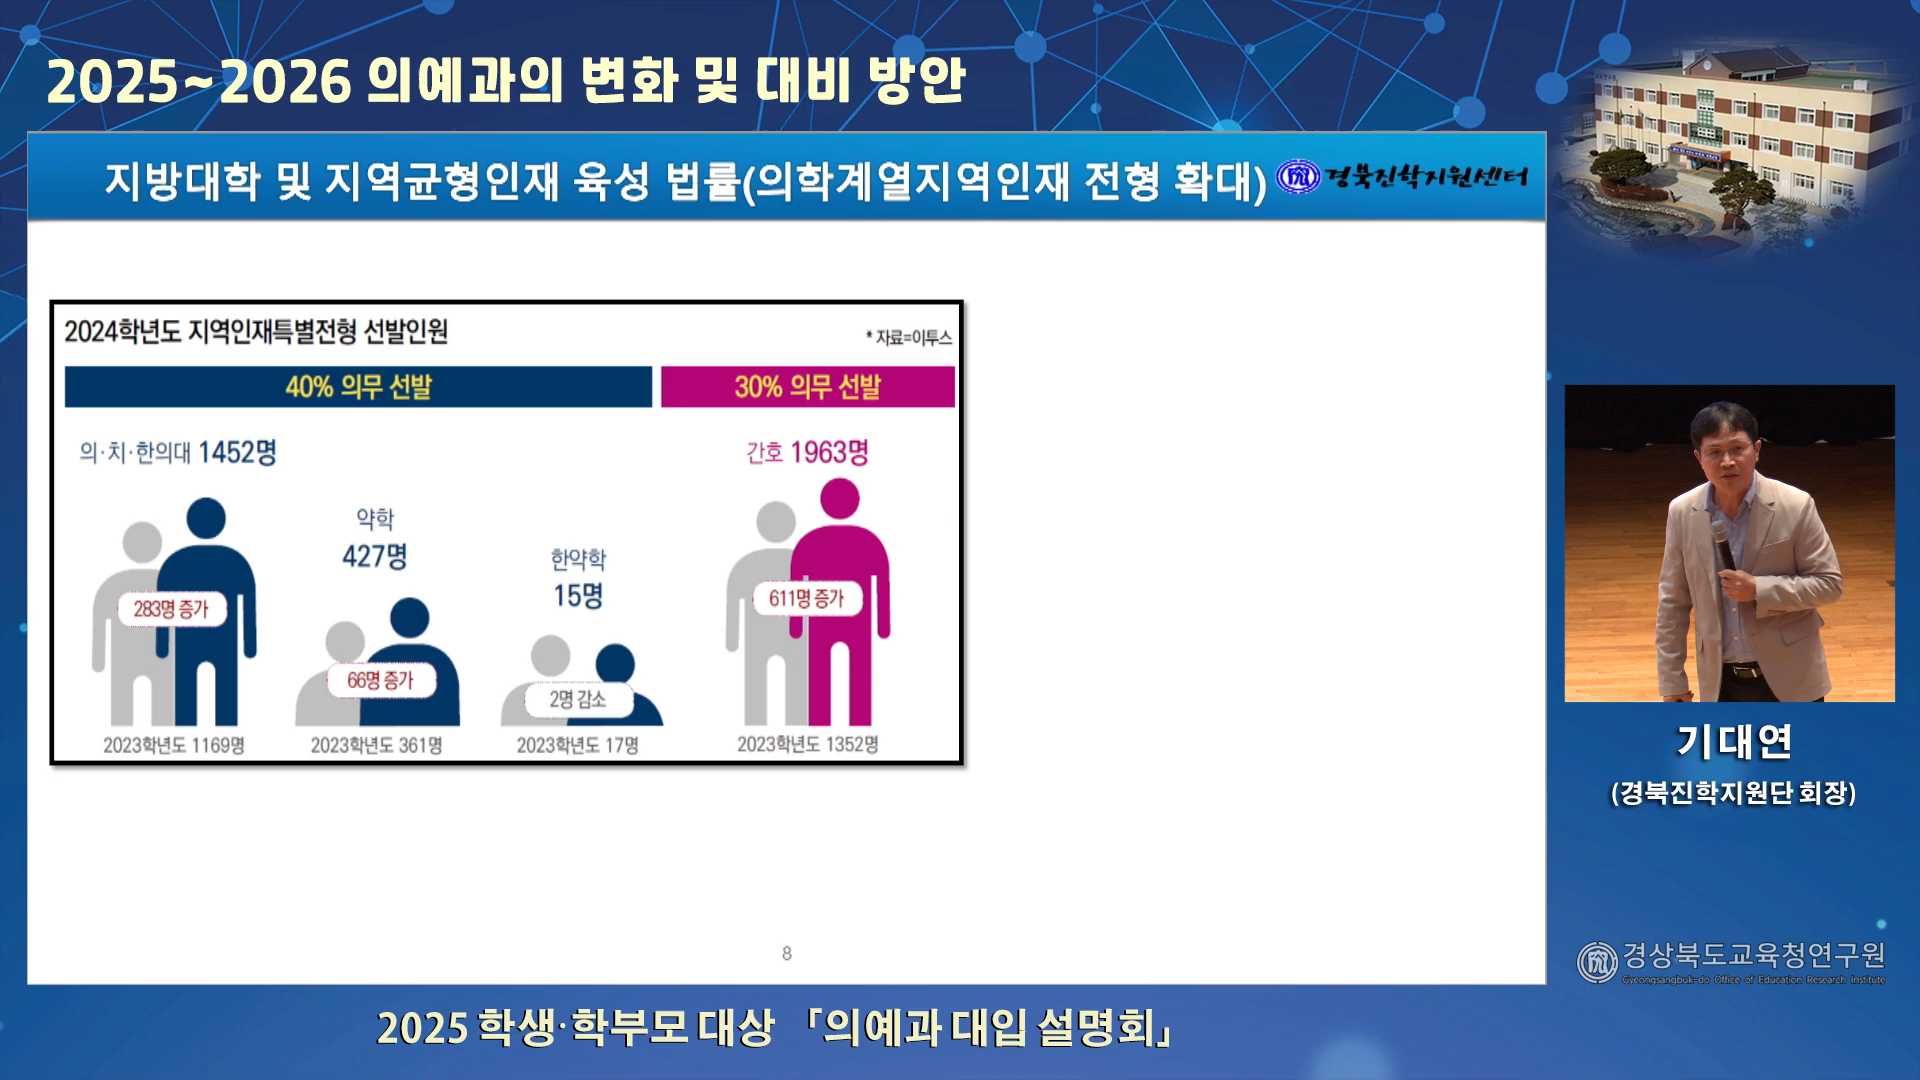 2025~2026 의예과의 변화 및 대비 방안
지방대학 및 지역균형인재 육성 법률(의학계열지역인재 전형 확대)
경북진학지원센터
2024학년도 지역인재특별전형 선발인원
* 자료=이투스
40% 의무 선발
30% 의무 선발
의·치·한의대 1452명
283명 증가
2023학년도 1169명
약학
427명
66명 증가
2023학년도 361명
한약학
15명
2명 감소
2023학년도 17명
간호 1963명
611명 증가
2023학년도 1352명
8
기대연
(경북진학지원단 회장)
경상북도교육청연구원
Gyeongsangbuk-do Office of Education Research Institute
2025 학생·학부모 대상 「의예과 대입 설명회」